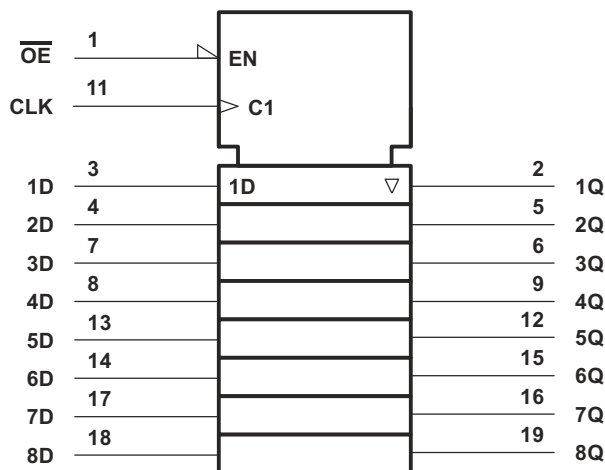 OE 1 EN
CLK 11 C1
1D 3 1D 2 1Q
2D 4 5 2Q
3D 7 6 3Q
4D 8 9 4Q
5D 13 12 5Q
6D 14 15 6Q
7D 17 16 7Q
8D 18 19 8Q